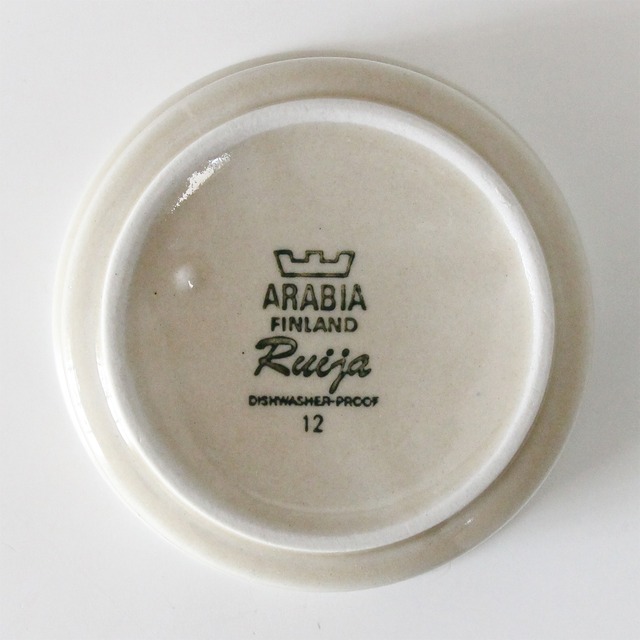 ARABIA
FINLAND
Ruija
DISHWASHER-PROOF
12